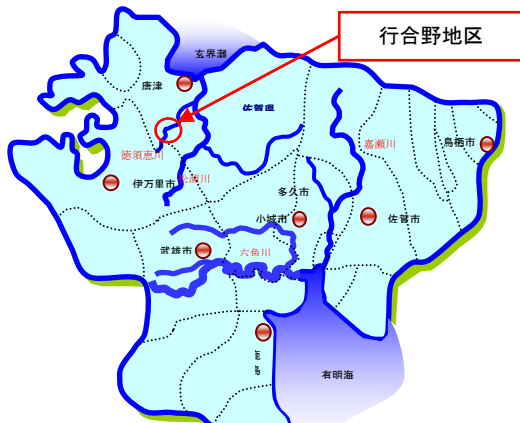 行合野地区
玄界灘
唐津
佐賀県
徳須恵川
松浦川
嘉瀬川
鳥栖市
伊万里市
多久市
小城市
佐賀市
武雄市
六角川
鹿島
有明海